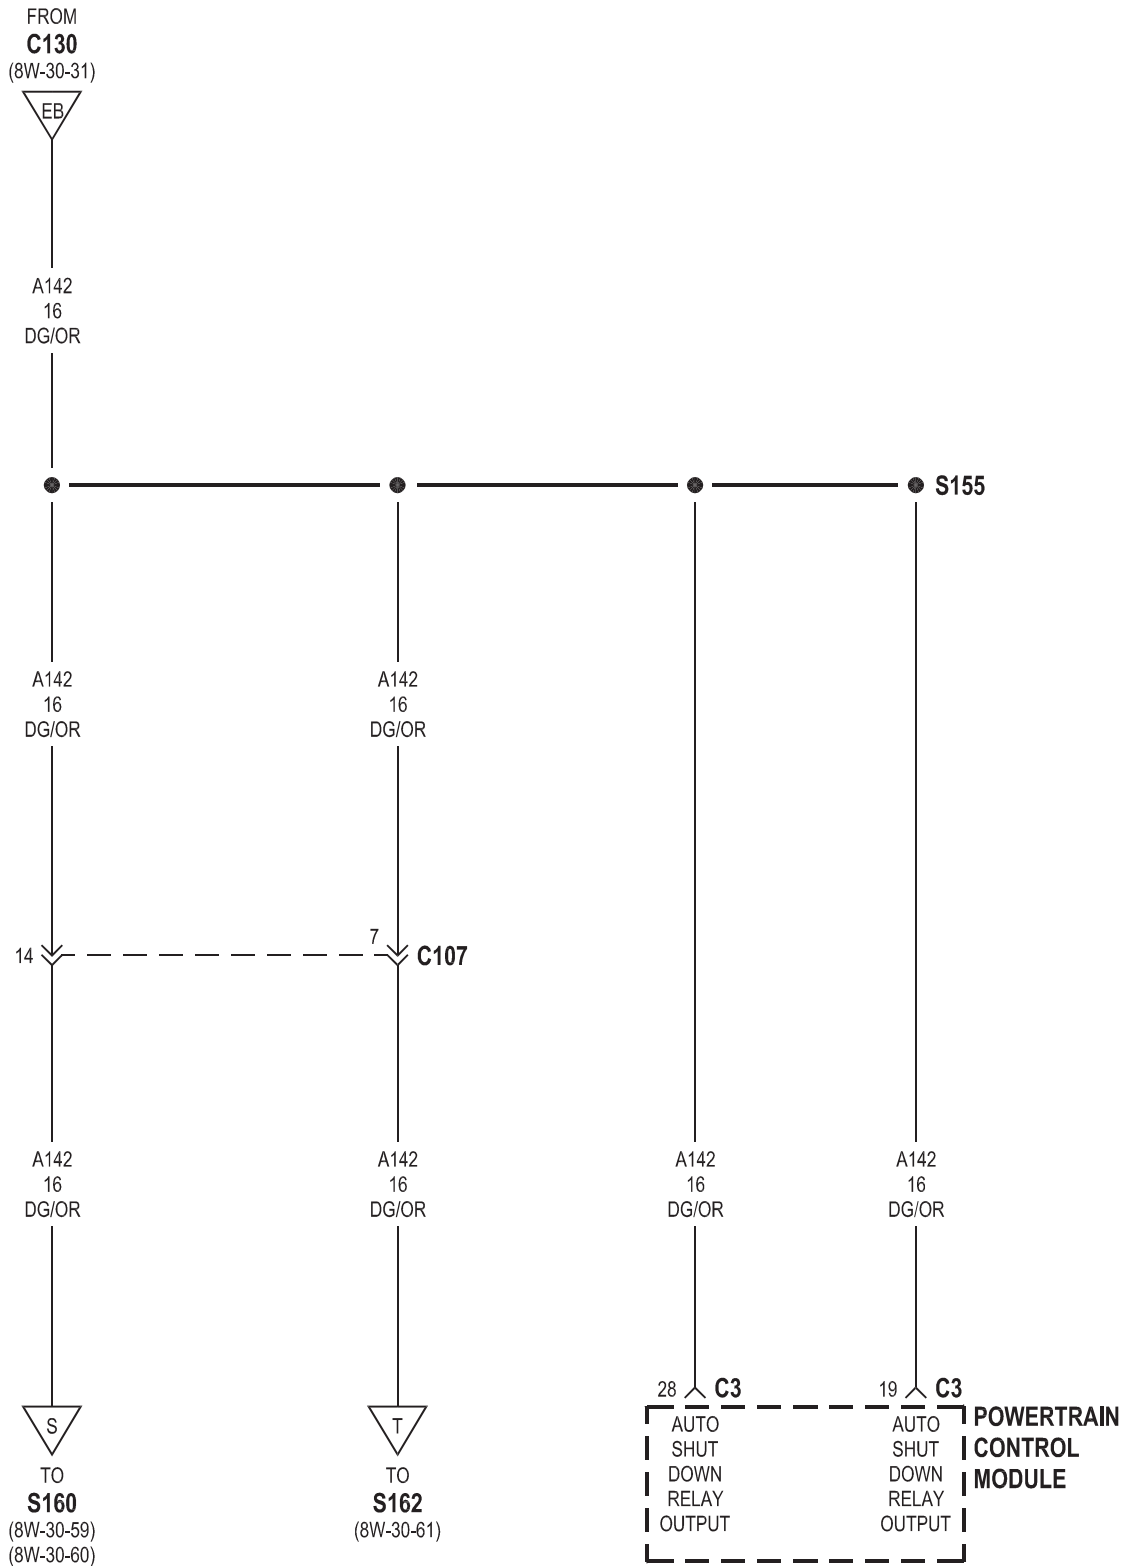 FROM
C130
(8W-30-31)
EB
A142
16
DG/OR
S155
A142
16
DG/OR
A142
16
DG/OR
14
7
C107
A142
16
DG/OR
A142
16
DG/OR
A142
16
DG/OR
A142
16
DG/OR
28
C3
19
C3
S
TO
S160
(8W-30-59)
(8W-30-60)
T
TO
S162
(8W-30-61)
AUTO
SHUT
DOWN
RELAY
OUTPUT
AUTO
SHUT
DOWN
RELAY
OUTPUT
POWERTRAIN
CONTROL
MODULE